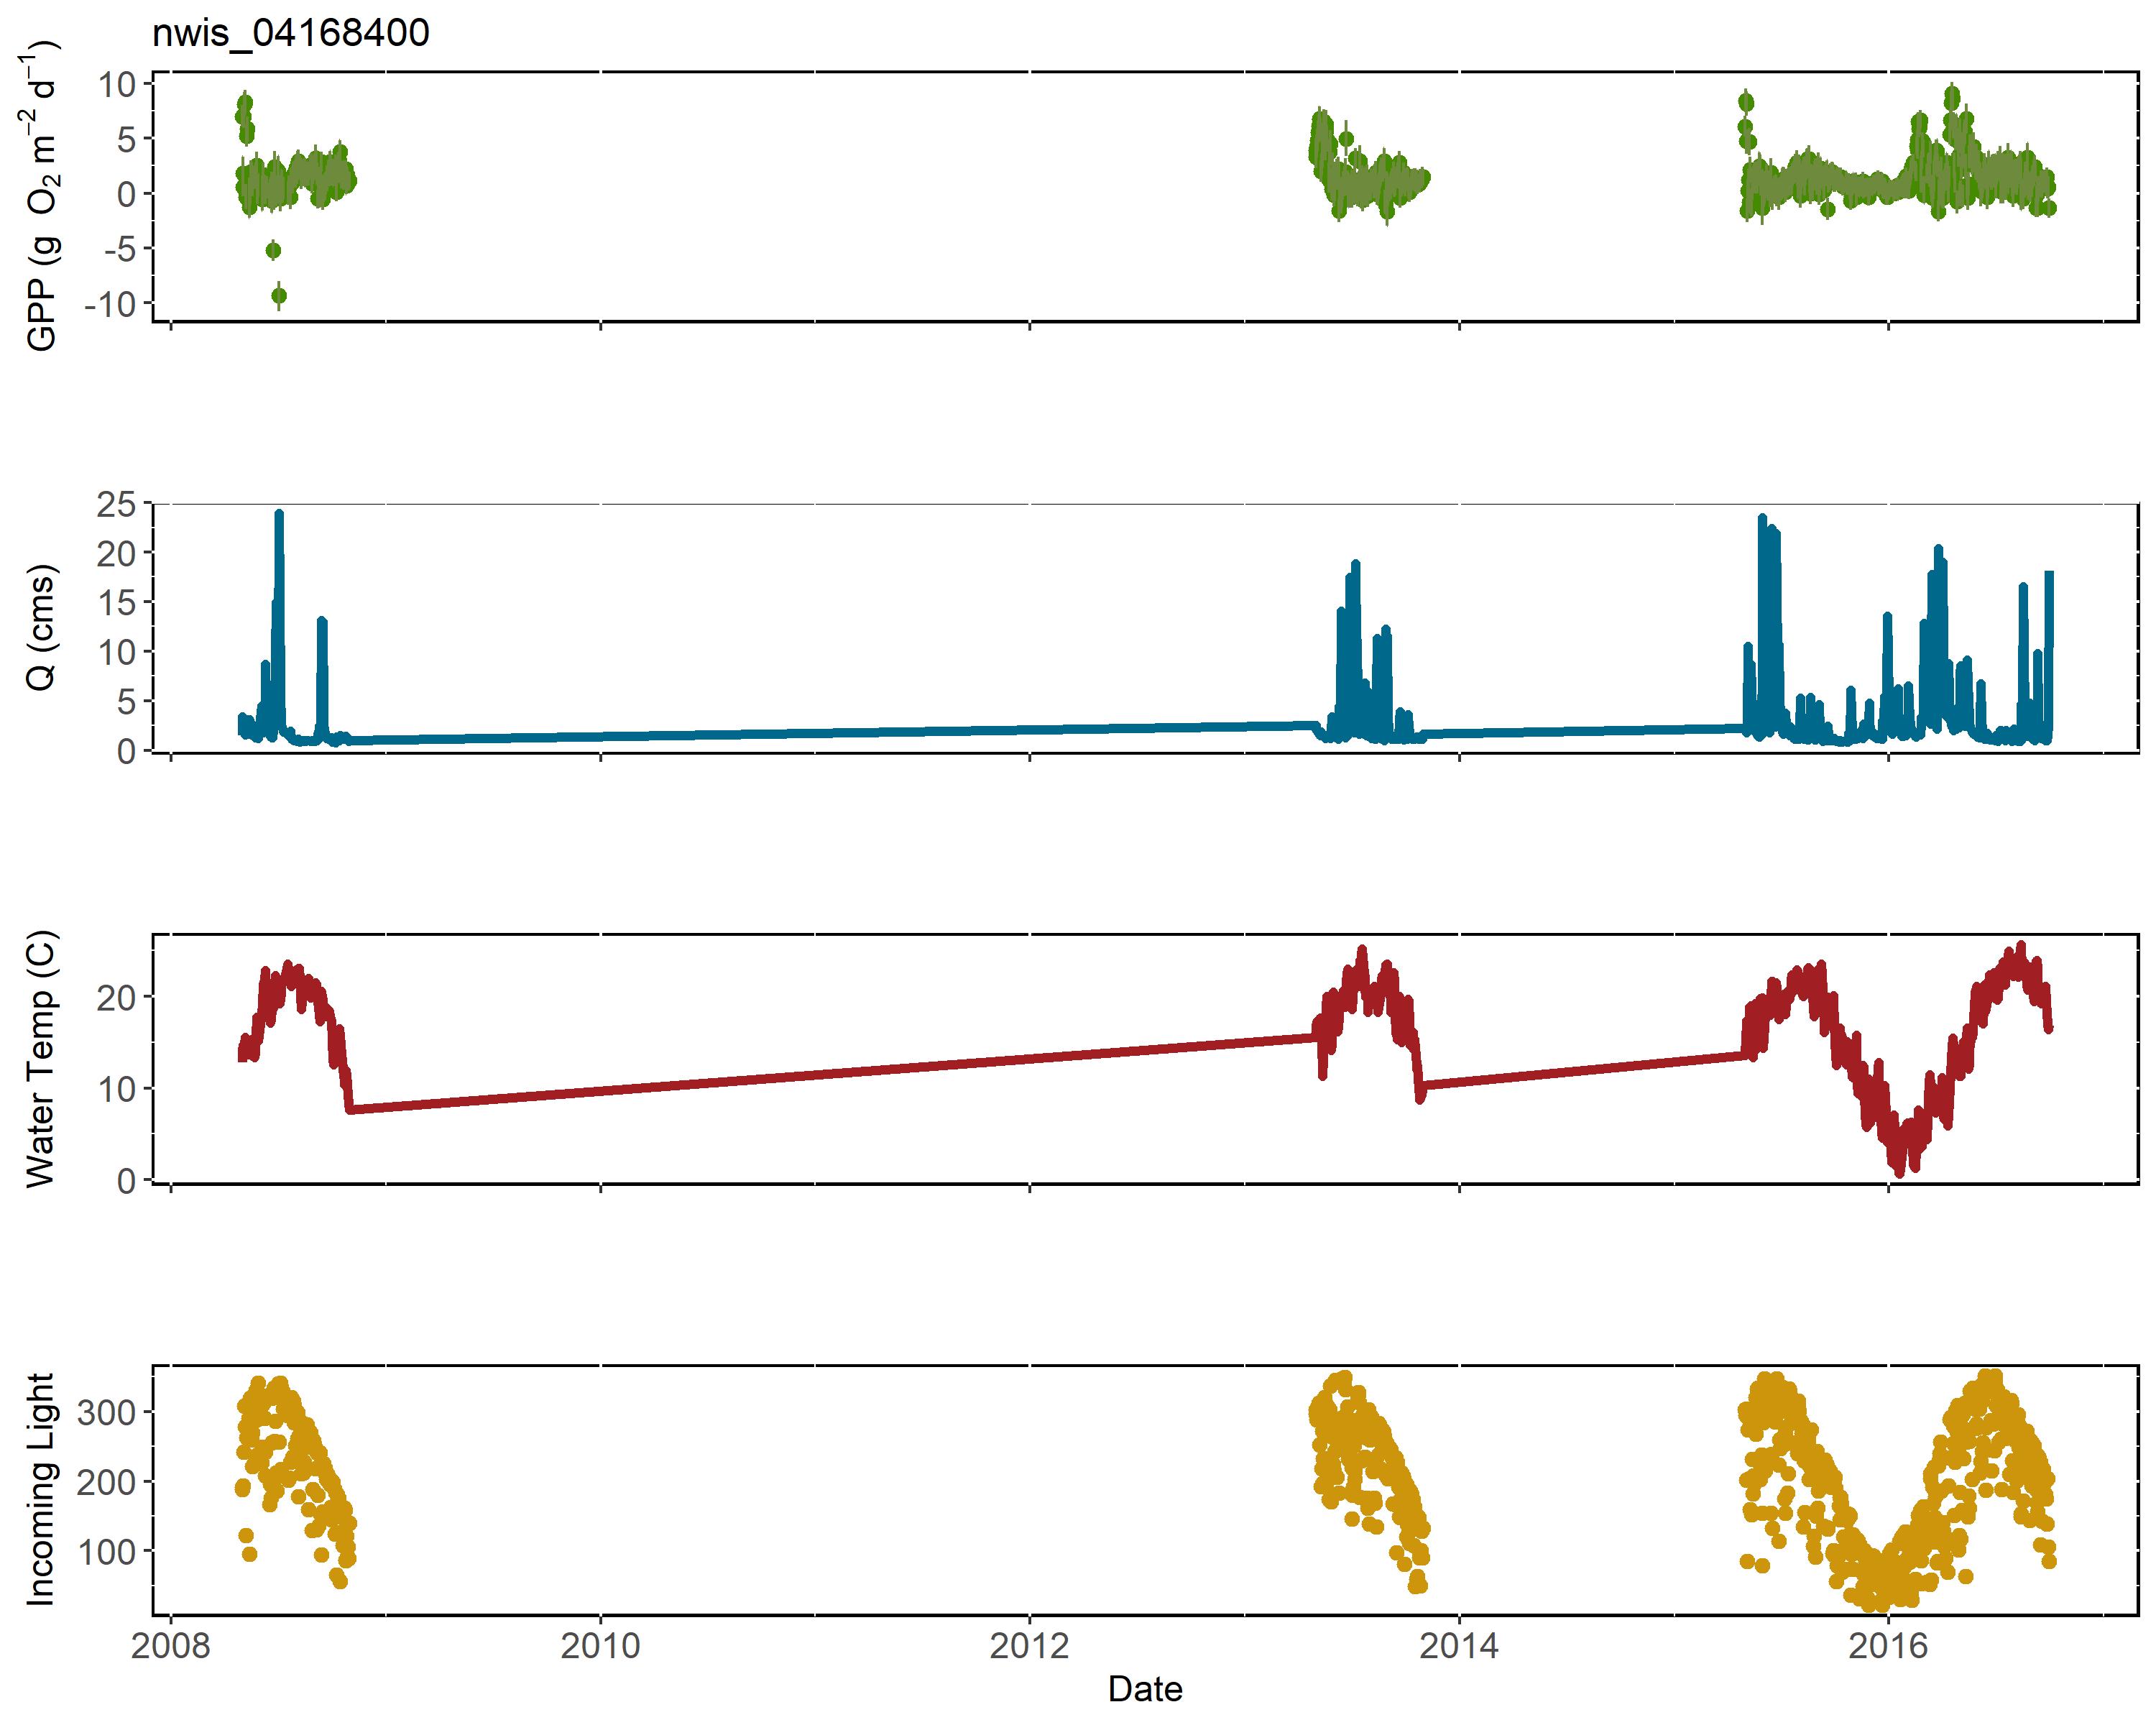 nwis_04168400
GPP (g O₂ m⁻² d⁻¹)
10
5
0
-5
-10
Q (cms)
25
20
15
10
5
0
Water Temp (C)
20
10
0
Incoming Light
300
200
100
2008 2010 2012 2014 2016
Date